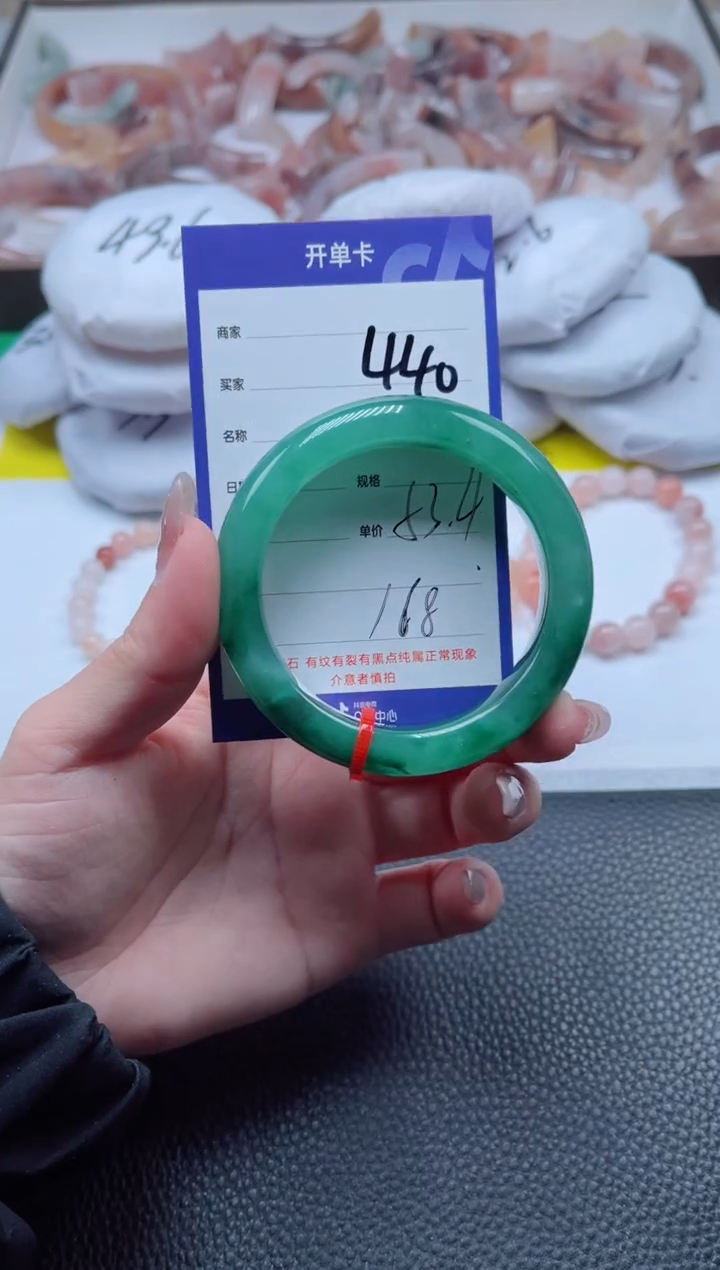 开单卡
商家
440
买家
名称
规格
单价 53.4
168
石 有纹有裂有黑点纯属正常现象
介意者慎拍
中心
49.6